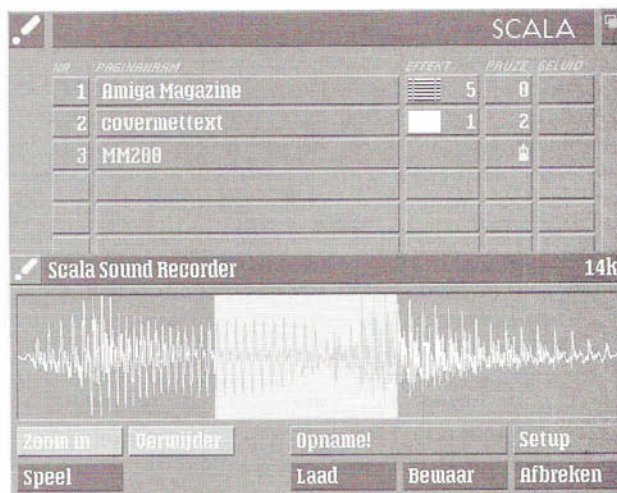 SCALA
NR PAGINANAAM EFFEKT PAUZE GELUID
1 Amiga Magazine 5 0
2 covermettext 1 2
3 MM200
Scala Sound Recorder 14k
Zoom in Verwijder Opname! Setup
Speel Laad Bewaar Afbreken